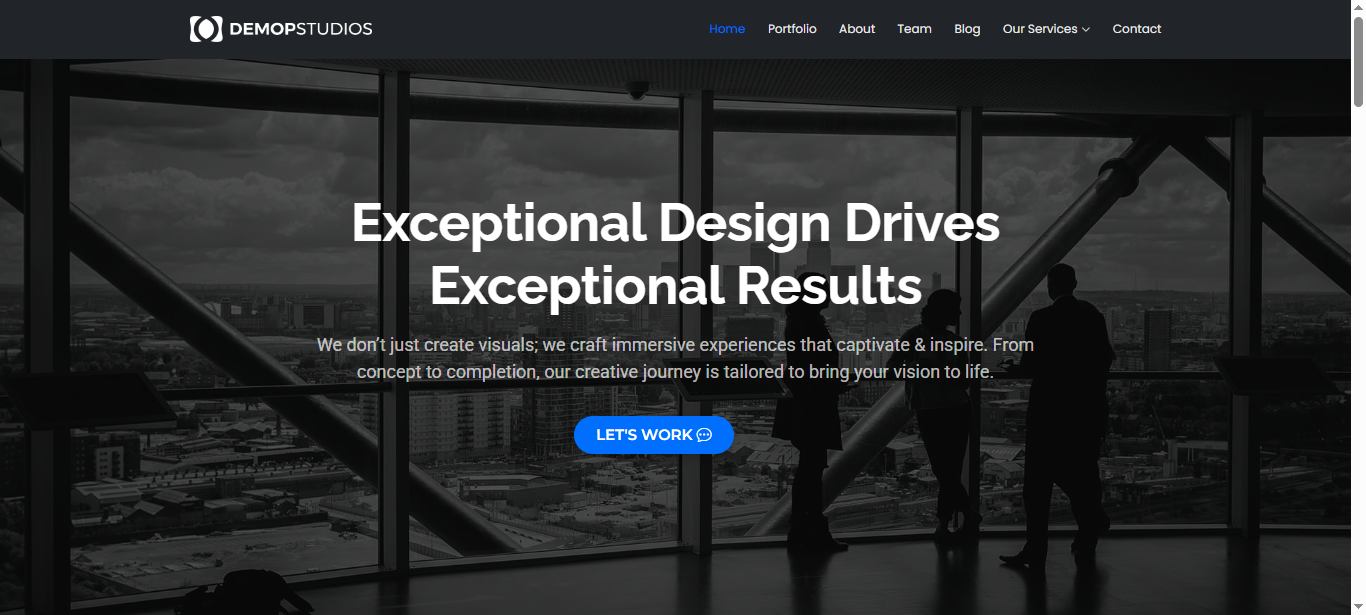 DEMOPSTUDIOS
Home Portfolio About Team Blog Our Services Contact
Exceptional Design Drives
Exceptional Results
We don’t just create visuals; we craft immersive experiences that captivate & inspire. From
concept to completion, our creative journey is tailored to bring your vision to life.
LET'S WORK